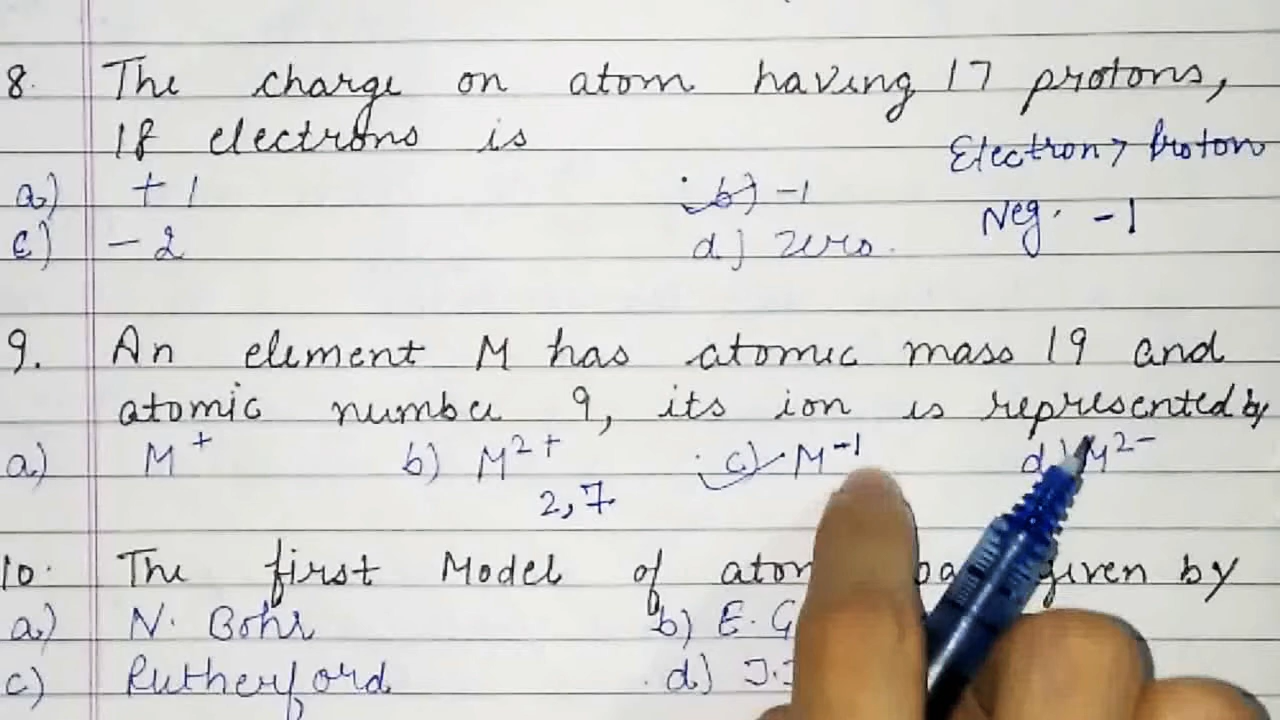 8. The charge on atom having 17 protons,
18 electrons is
Electron > Proton
a) + 1 b) -1
Neg. -1
c) - 2 d) zero.
9. An element M has atomic mass 19 and
atomic number 9, its ion is represented by
a) M+ b) M2+ c) M-1 d) M2-
2,7
10. The first Model of given by
a) N. Bohr b) E. G
c) Rutherford d) J.